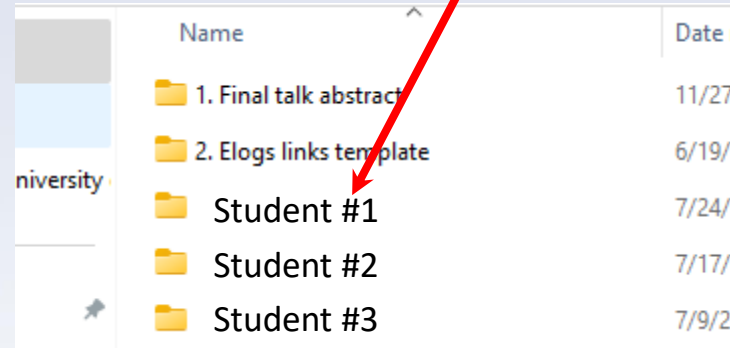 Name Date
1. Final talk abstract 11/27
2. Elogs links template 6/19/
niversity
Student #1 7/24/
Student #2 7/17/
Student #3 7/9/2